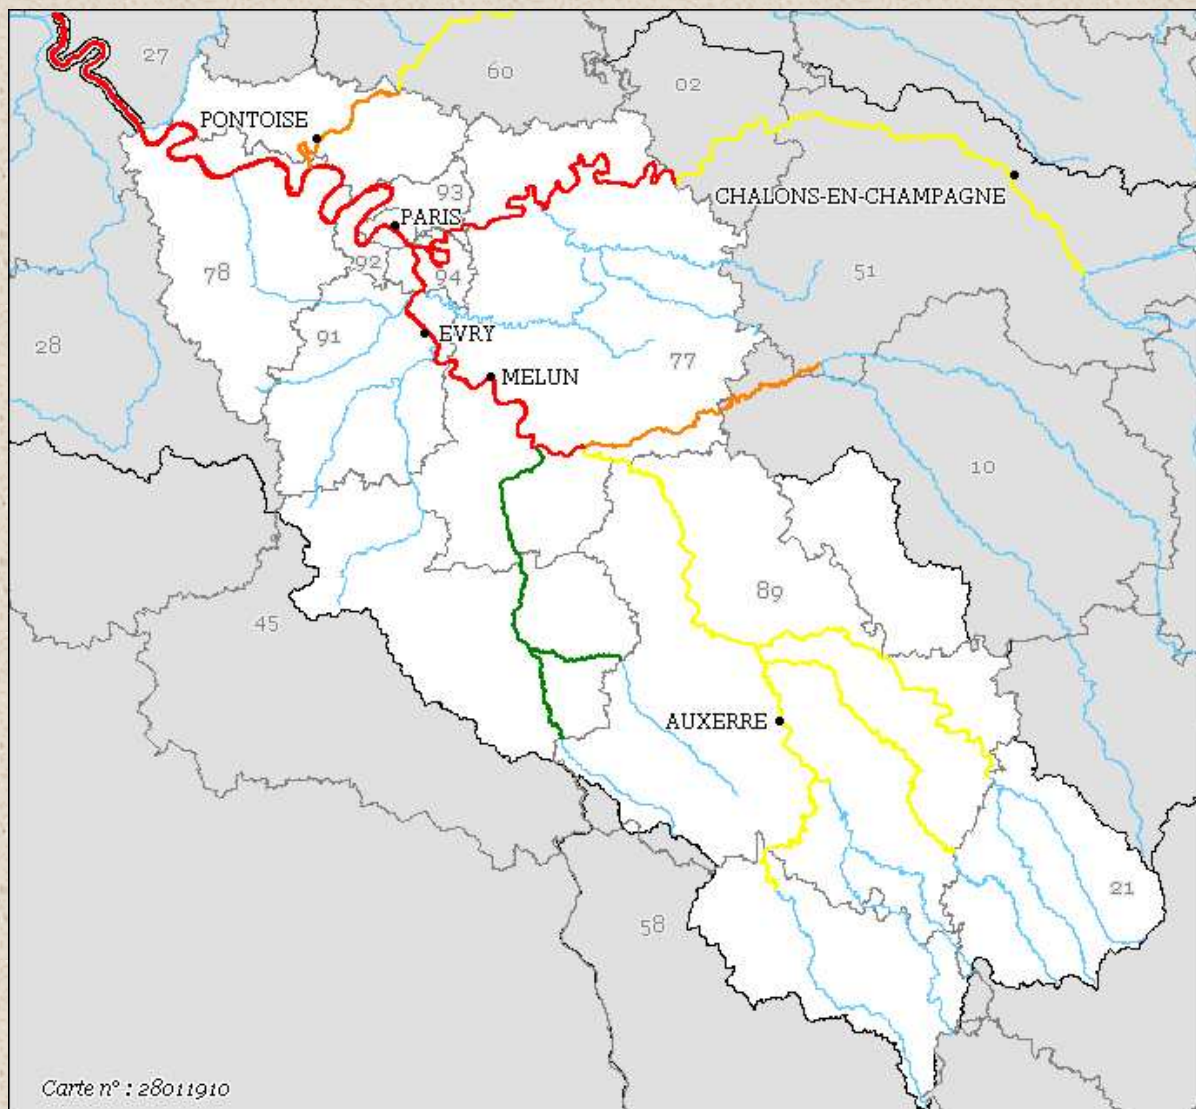 27
60
02
PONTOISE
CHALONS-EN-CHAMPAGNE
93
PARIS
92
94
78
51
28
91
EVRY
MELUN
77
10
45
89
AUXERRE
21
58
Carte n° : 28011910